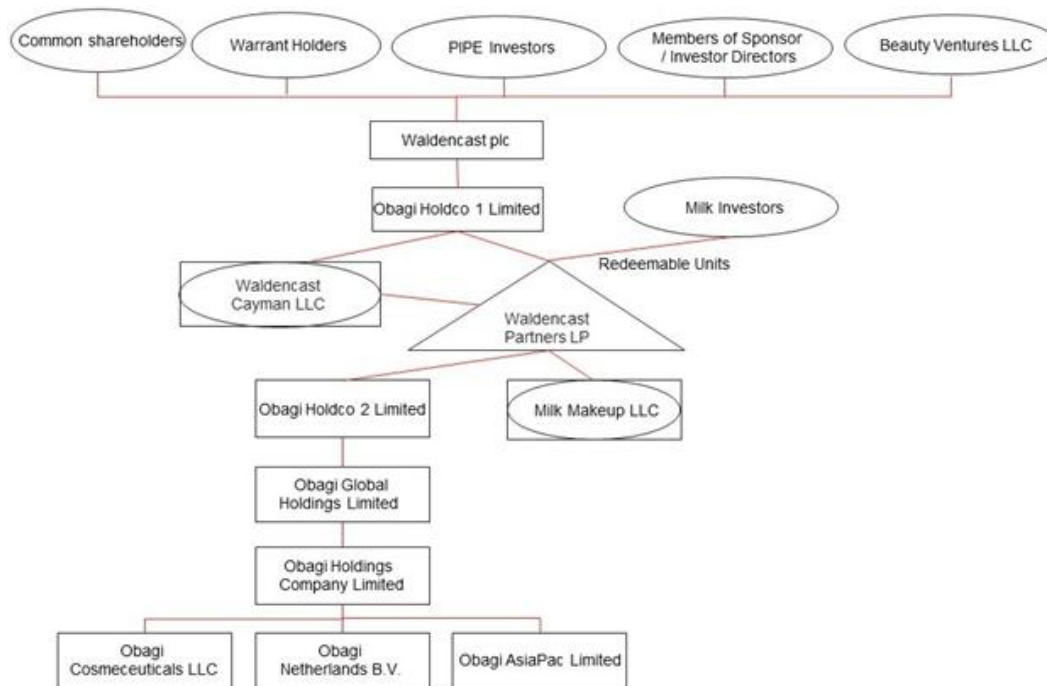 Common shareholders
Warrant Holders
PIPE Investors
Members of Sponsor
/ Investor Directors
Beauty Ventures LLC
Waldencast plc
Obagi Holdco 1 Limited
Milk Investors
Redeemable Units
Waldencast
Cayman LLC
Waldencast
Partners LP
Obagi Holdco 2 Limited
Milk Makeup LLC
Obagi Global
Holdings Limited
Obagi Holdings
Company Limited
Obagi
Cosmeceuticals LLC
Obagi
Netherlands B.V.
Obagi AsiaPac Limited